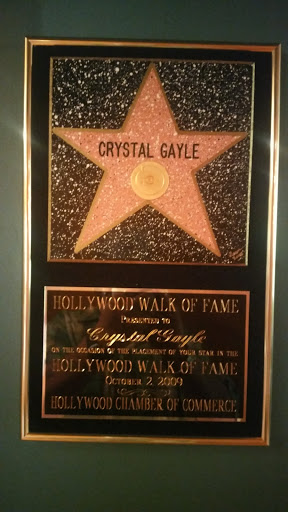 CRYSTAL GAYLE
HOLLYWOOD WALK OF FAME
PRESENTED TO
Crystal Gayle
ON THE OCCASION OF THE PLACEMENT OF YOUR STAR IN THE
HOLLYWOOD WALK OF FAME
OCTOBER 2, 2009
HOLLYWOOD CHAMBER OF COMMERCE